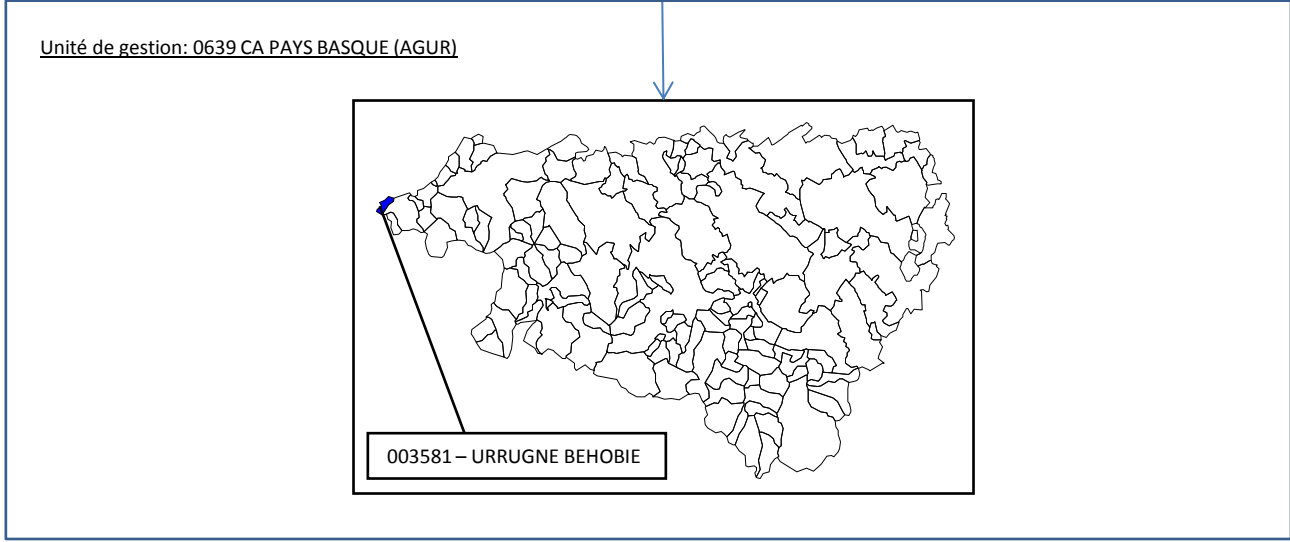 Unité de gestion: 0639 CA PAYS BASQUE (AGUR)
003581 – URRUGNE BEHOBIE